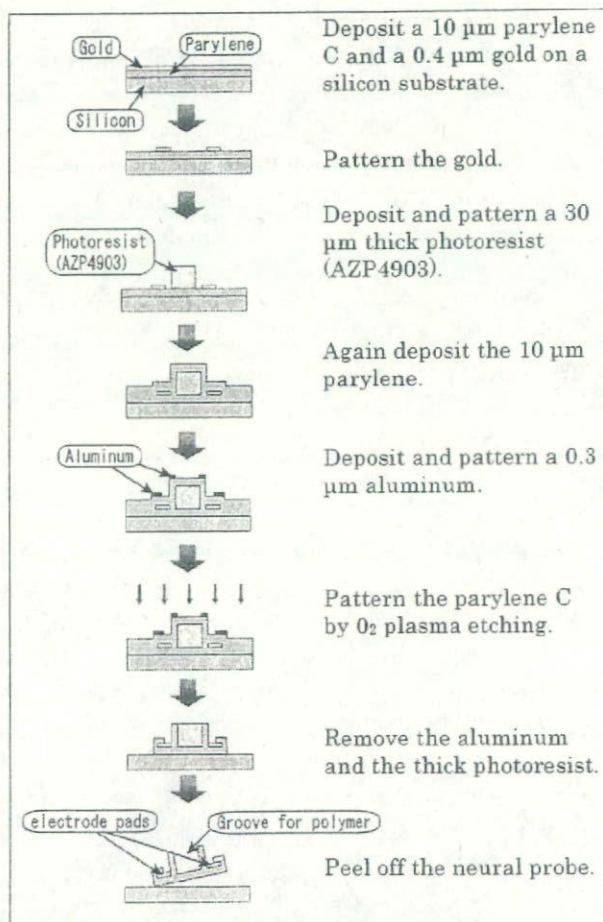 Gold
Parylene
Silicon
Deposit a 10 µm parylene
C and a 0.4 µm gold on a
silicon substrate.
Pattern the gold.
Photoresist
(AZP4903)
Deposit and pattern a 30
µm thick photoresist
(AZP4903).
Again deposit the 10 µm
parylene.
Aluminum
Deposit and pattern a 0.3
µm aluminum.
Pattern the parylene C
by O₂ plasma etching.
Remove the aluminum
and the thick photoresist.
electrode pads
Groove for polymer
Peel off the neural probe.